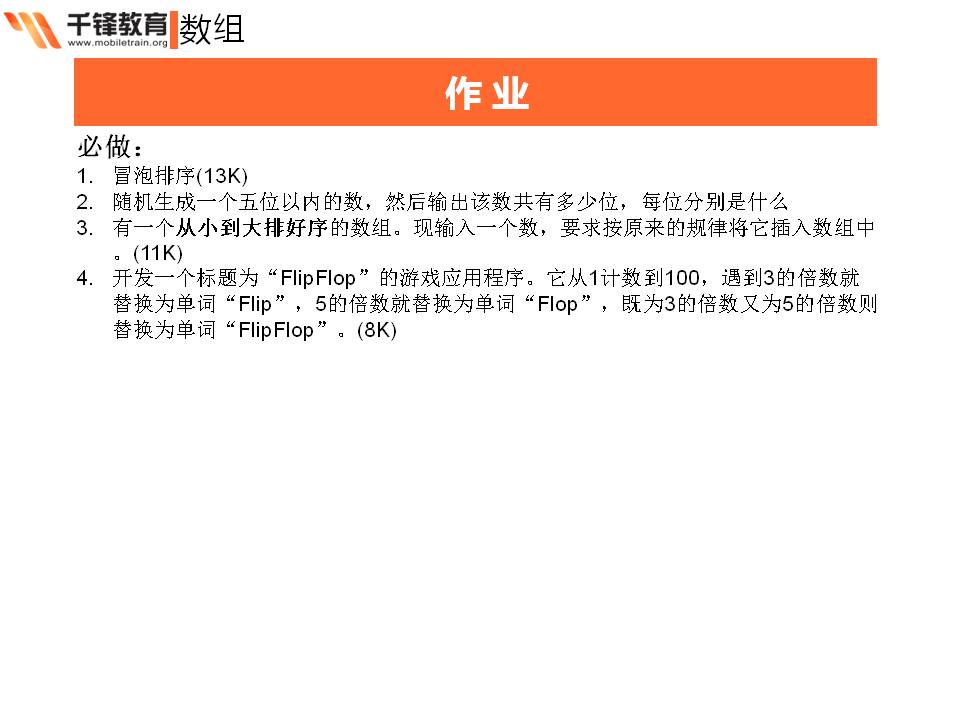 千锋教育 数组
www.mobiletrain.org
作 业
必做：
1. 冒泡排序(13K)
2. 随机生成一个五位以内的数，然后输出该数共有多少位，每位分别是什么
3. 有一个从小到大排好序的数组。现输入一个数，要求按原来的规律将它插入数组中
。(11K)
4. 开发一个标题为“FlipFlop”的游戏应用程序。它从1计数到100，遇到3的倍数就
替换为单词“Flip”，5的倍数就替换为单词“Flop”，既为3的倍数又为5的倍数则
替换为单词“FlipFlop”。(8K)